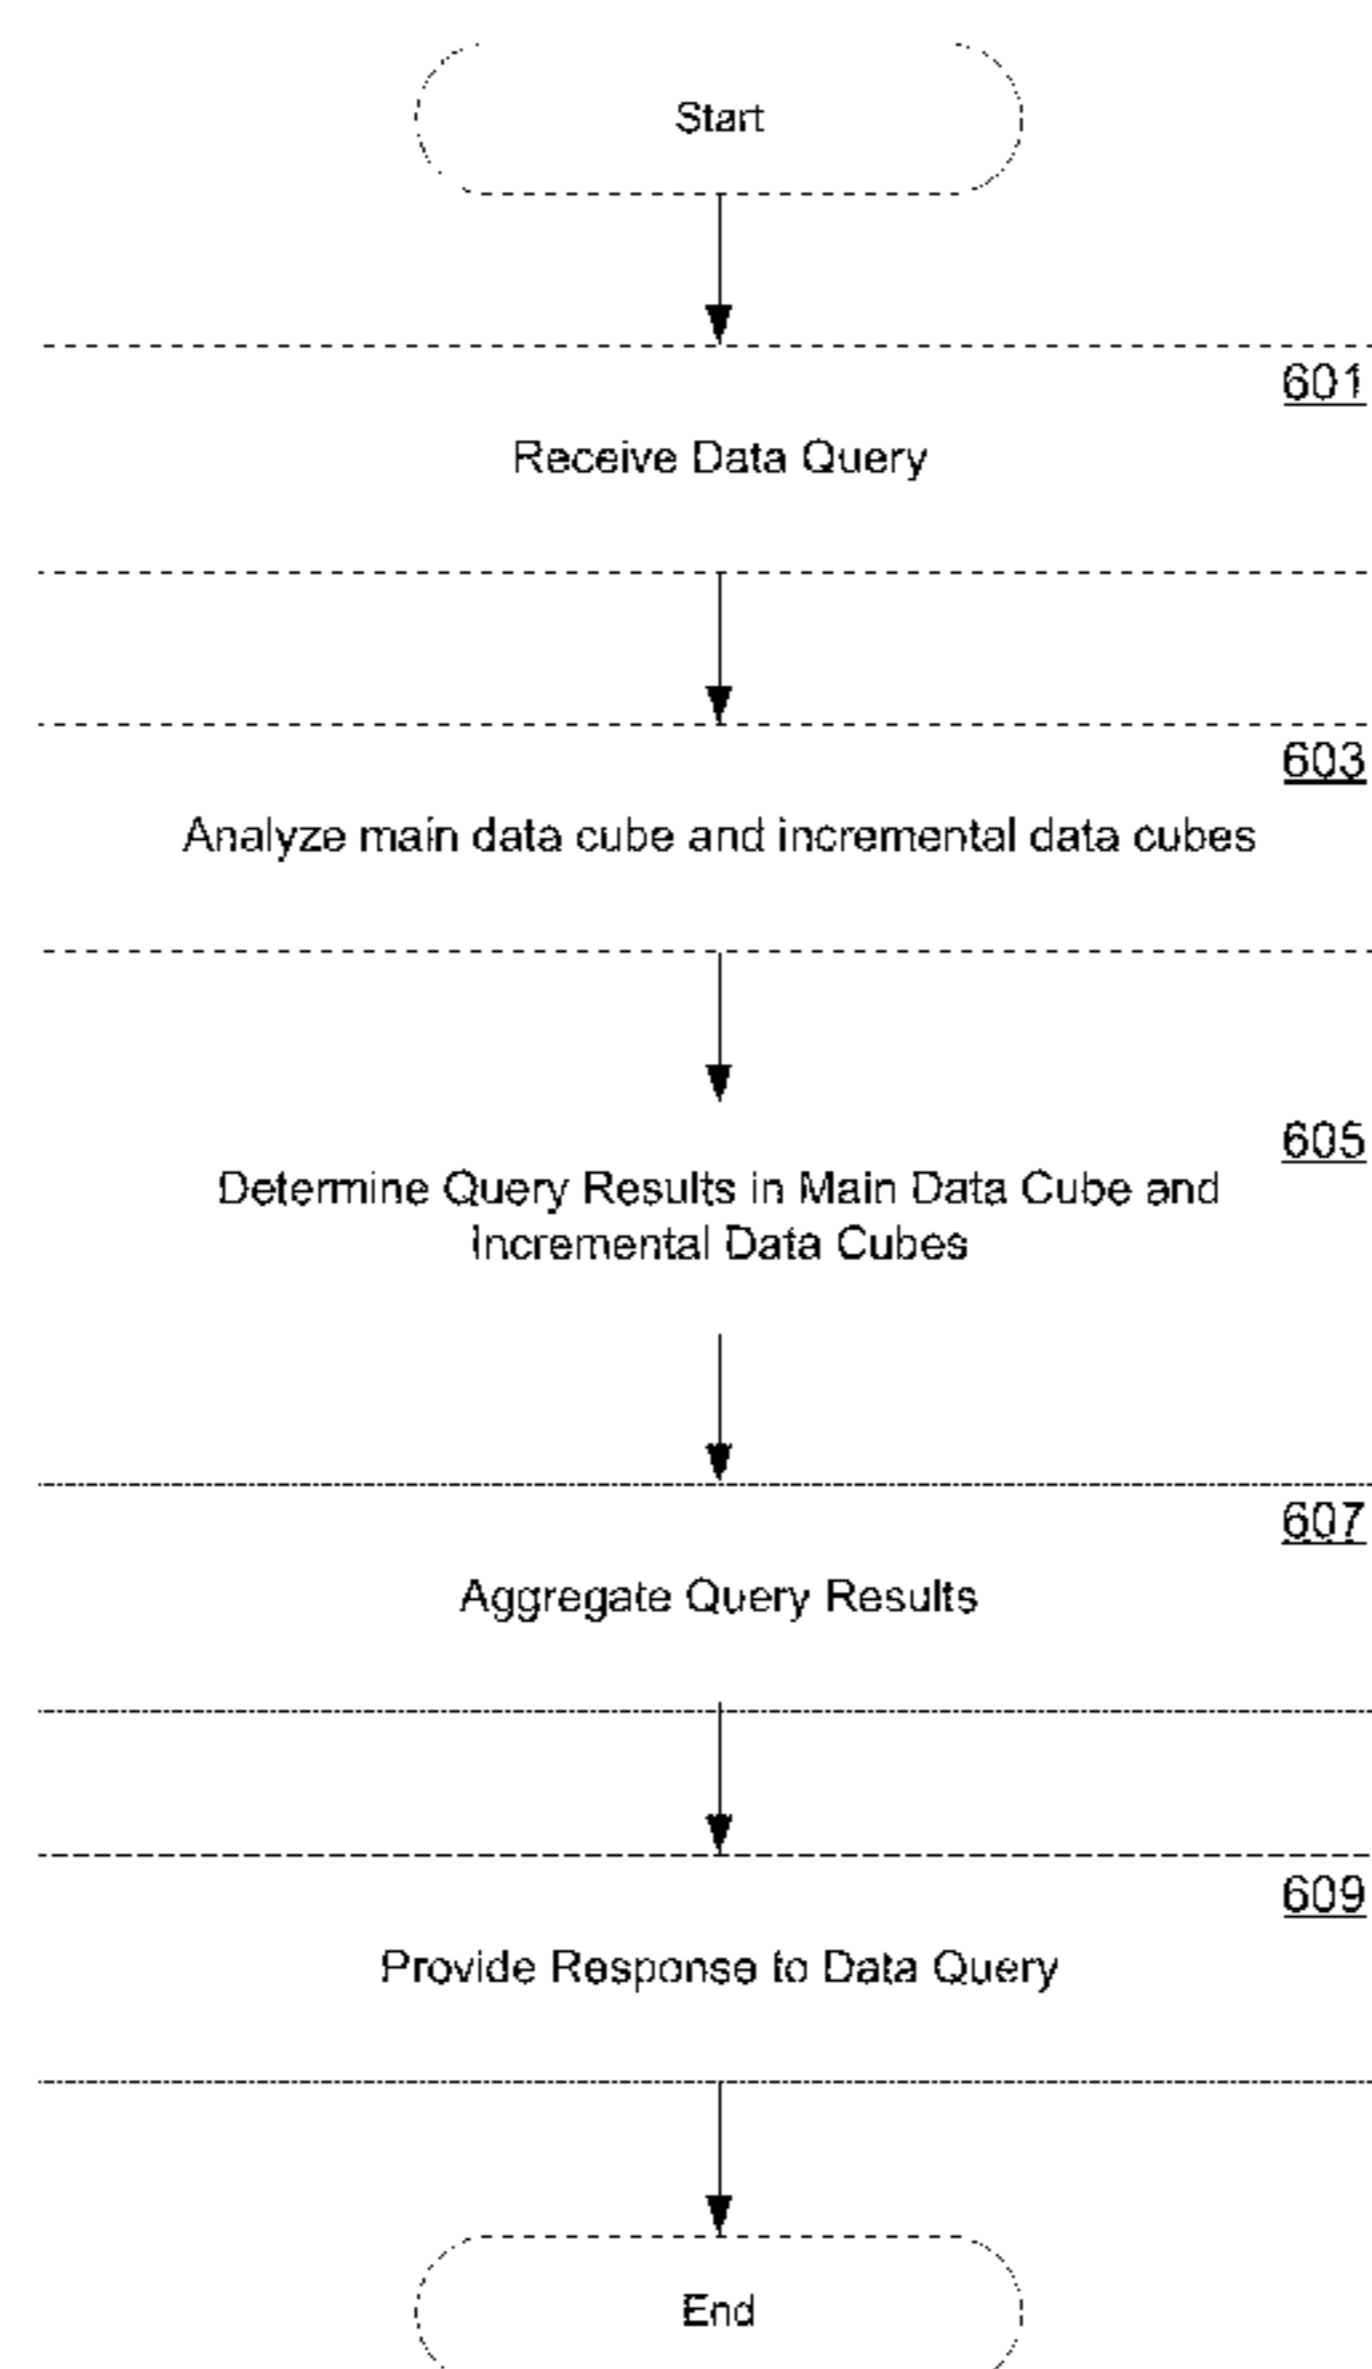 Start
601
Receive Data Query
603
Analyze main data cube and incremental data cubes
605
Determine Query Results in Main Data Cube and
Incremental Data Cubes
607
Aggregate Query Results
609
Provide Response to Data Query
End